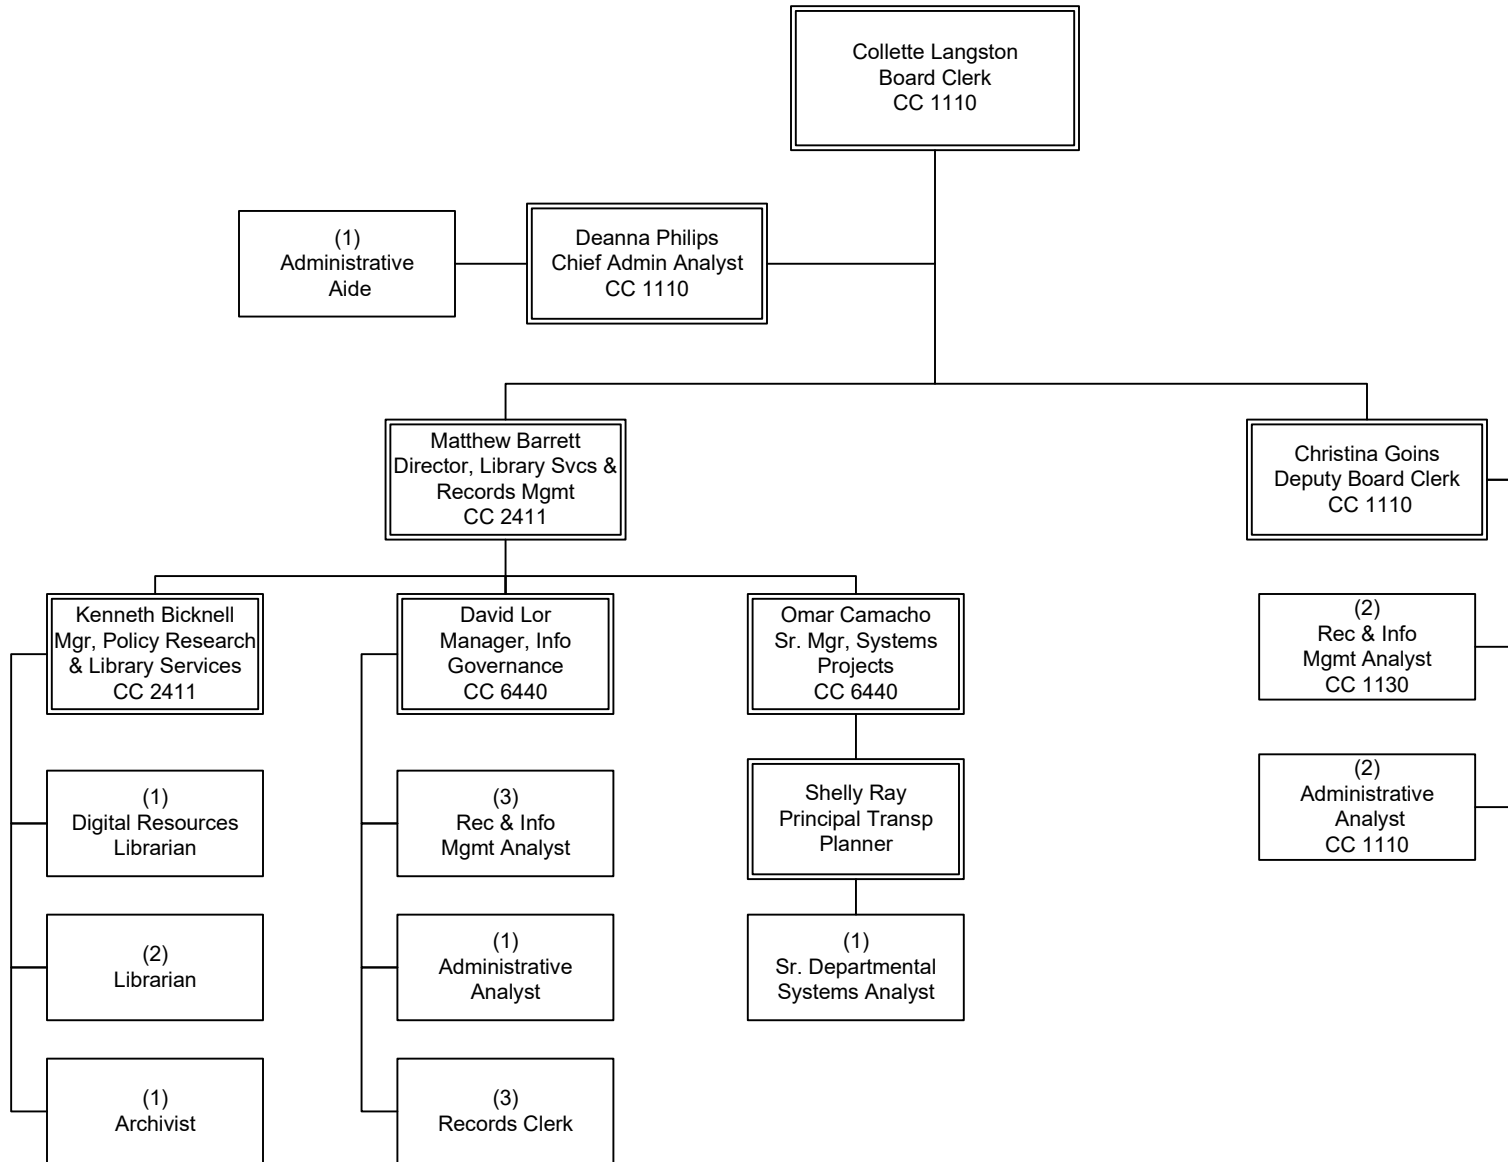 Collette Langston
Board Clerk
CC 1110
(1)
Administrative
Aide
Deanna Philips
Chief Admin Analyst
CC 1110
Matthew Barrett
Director, Library Svcs &
Records Mgmt
CC 2411
Christina Goins
Deputy Board Clerk
CC 1110
Kenneth Bicknell
Mgr, Policy Research
& Library Services
CC 2411
David Lor
Manager, Info
Governance
CC 6440
Omar Camacho
Sr. Mgr, Systems
Projects
CC 6440
(2)
Rec & Info
Mgmt Analyst
CC 1130
(1)
Digital Resources
Librarian
(3)
Rec & Info
Mgmt Analyst
Shelly Ray
Principal Transp
Planner
(2)
Administrative
Analyst
CC 1110
(2)
Librarian
(1)
Administrative
Analyst
(1)
Sr. Departmental
Systems Analyst
(1)
Archivist
(3)
Records Clerk